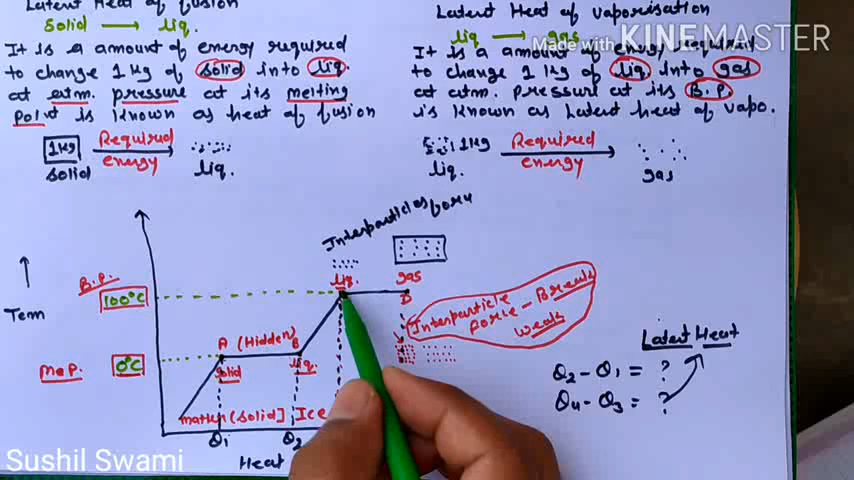 Latent Heat of fusion
Solid → liq.
It is a amount of energy required
to change 1 Kg of solid into liq.
at atm. pressure at its melting
point is known as heat of fusion
1Kg Required
energy
solid liq.
Latent Heat of vaporisation
liq → gas
It is a amount of energy required
to change 1 Kg of liq. into gas
at atm. Pressure at its B.P.
is known as Latent heat of vapo.
1Kg Required
energy
liq. gas
Made with KINEMASTER
Interparticles force
B.P.
100°C
liq. gas
B
Tem
A (Hidden) B
M.P. 0°C
solid liq.
matter (solid] Ice
Q1 Q2
Heat
Interparticle
force - Break
weak
Latent Heat
Q2 - Q1 = ?
Q4 - Q3 = ?
Sushil Swami